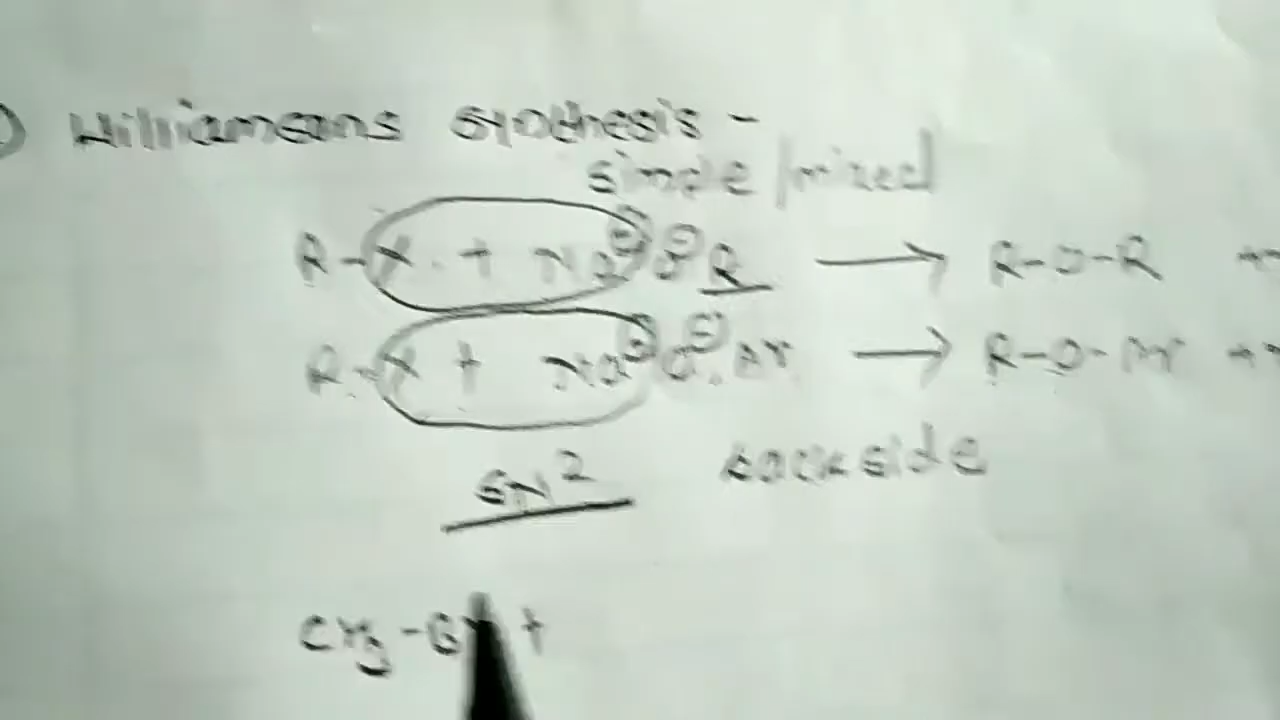 ) Williamsons synthesis -
simple / mixed
R-X + Na⊕ O⊖ R → R-O-R +
R-X + Na⊕ O⊖ Ar → R-O-Ar +
SN² backside
CH3 - Br +